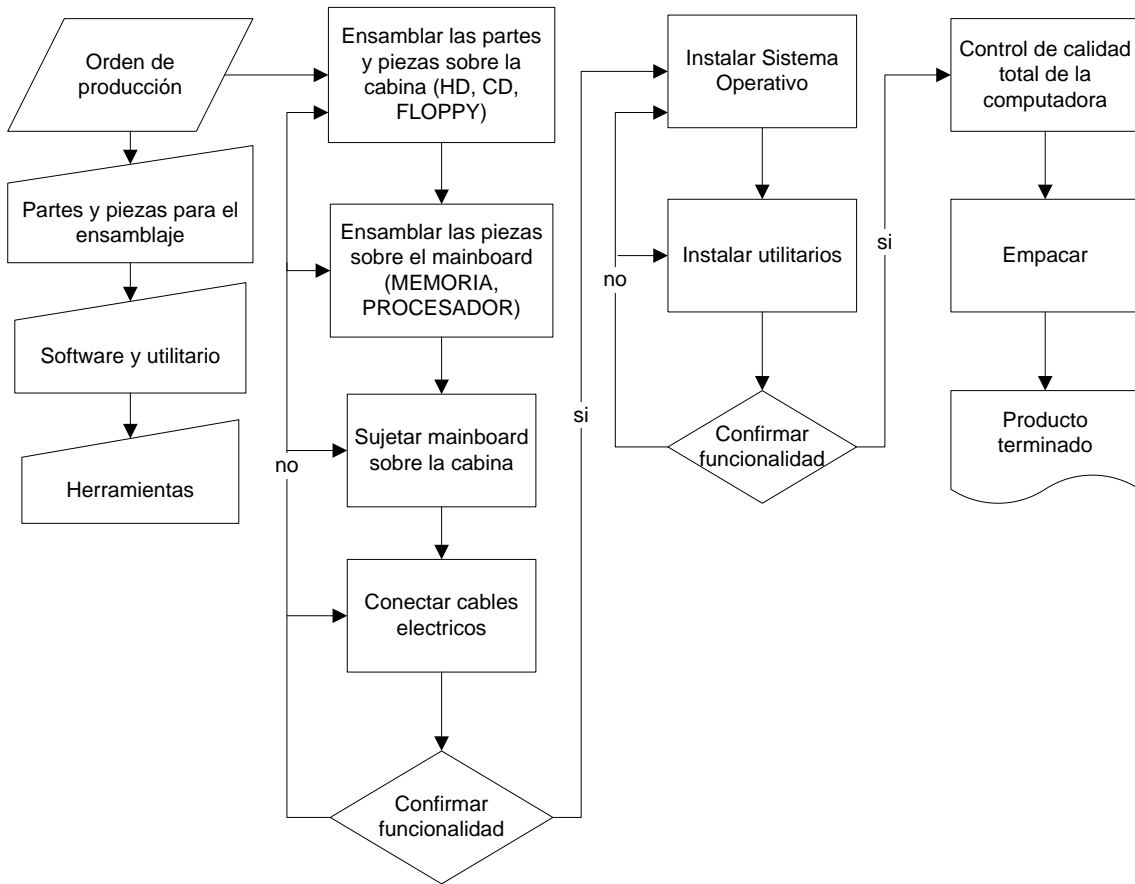 Orden de
producción
Partes y piezas para el
ensamblaje
Software y utilitario
Herramientas
Ensamblar las partes
y piezas sobre la
cabina (HD, CD,
FLOPPY)
Ensamblar las piezas
sobre el mainboard
(MEMORIA,
PROCESADOR)
Sujetar mainboard
sobre la cabina
no
Conectar cables
electricos
Confirmar
funcionalidad
si
Instalar Sistema
Operativo
Instalar utilitarios
no
Confirmar
funcionalidad
si
Control de calidad
total de la
computadora
Empacar
Producto
terminado